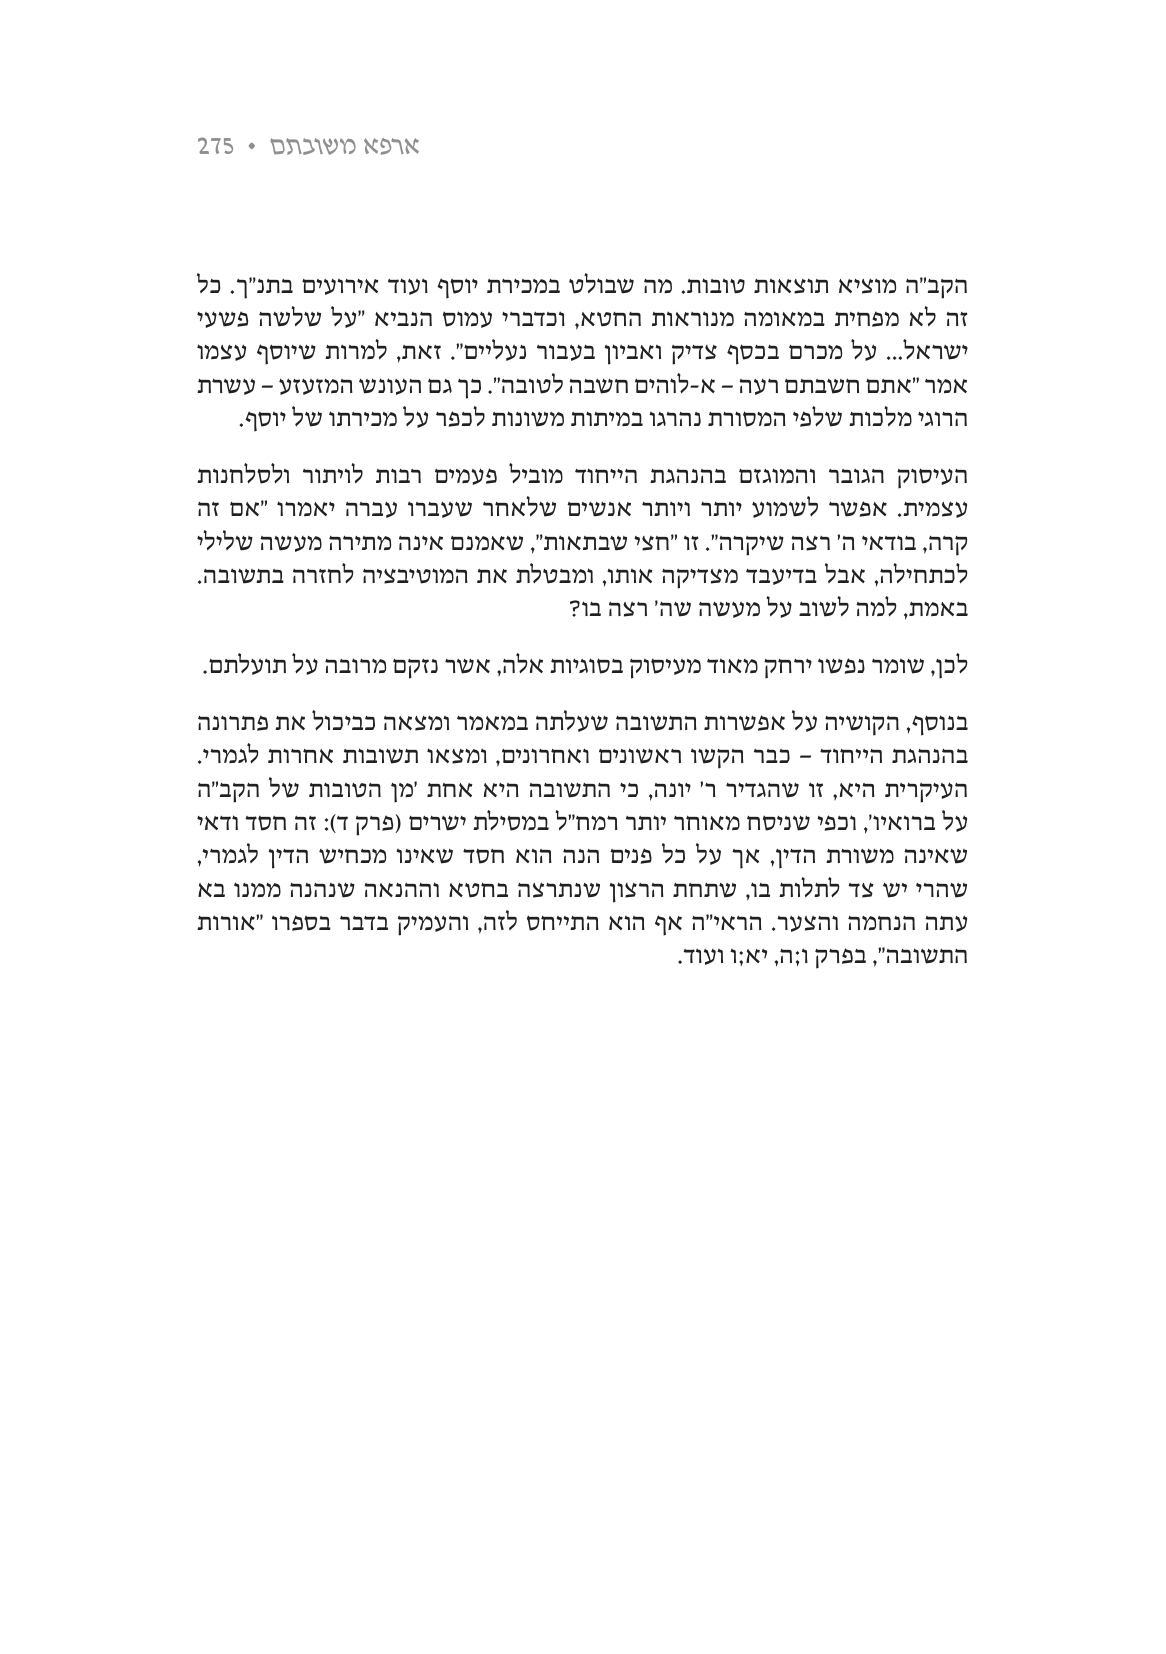 ארפא משובתם • 275
הקב"ה מוציא תוצאות טובות. מה שבולט במכירת יוסף ועוד אירועים בתנ"ך. כל
זה לא מפחית במאומה מנוראות החטא, וכדברי עמוס הנביא "על שלשה פשעי
ישראל... על מכרם בכסף צדיק ואביון בעבור נעליים". זאת, למרות שיוסף עצמו
אמר "אתם חשבתם רעה – א-לוהים חשבה לטובה". כך גם העונש המזעזע – עשרת
הרוגי מלכות שלפי המסורת נהרגו במיתות משונות לכפר על מכירתו של יוסף.
העיסוק הגובר והמוגזם בהנהגת הייחוד מוביל פעמים רבות לויתור ולסלחנות
עצמית. אפשר לשמוע יותר ויותר אנשים שלאחר שעברו עברה יאמרו "אם זה
קרה, בודאי ה' רצה שיקרה". זו "חצי שבתאות", שאמנם אינה מתירה מעשה שלילי
לכתחילה, אבל בדיעבד מצדיקה אותו, ומבטלת את המוטיבציה לחזרה בתשובה.
באמת, למה לשוב על מעשה שה' רצה בו?
לכן, שומר נפשו ירחק מאוד מעיסוק בסוגיות אלה, אשר נזקם מרובה על תועלתם.
בנוסף, הקושיה על אפשרות התשובה שעלתה במאמר ומצאה כביכול את פתרונה
בהנהגת הייחוד – כבר הקשו ראשונים ואחרונים, ומצאו תשובות אחרות לגמרי.
העיקרית היא, זו שהגדיר ר' יונה, כי התשובה היא אחת 'מן הטובות של הקב"ה
על ברואיו', וכפי שניסח מאוחר יותר רמח"ל במסילת ישרים (פרק ד): זה חסד ודאי
שאינה משורת הדין, אך על כל פנים הנה הוא חסד שאינו מכחיש הדין לגמרי,
שהרי יש צד לתלות בו, שתחת הרצון שנתרצה בחטא וההנאה שנהנה ממנו בא
עתה הנחמה והצער. הראי"ה אף הוא התייחס לזה, והעמיק בדבר בספרו "אורות
התשובה", בפרק ו;ה, יא;ו ועוד.